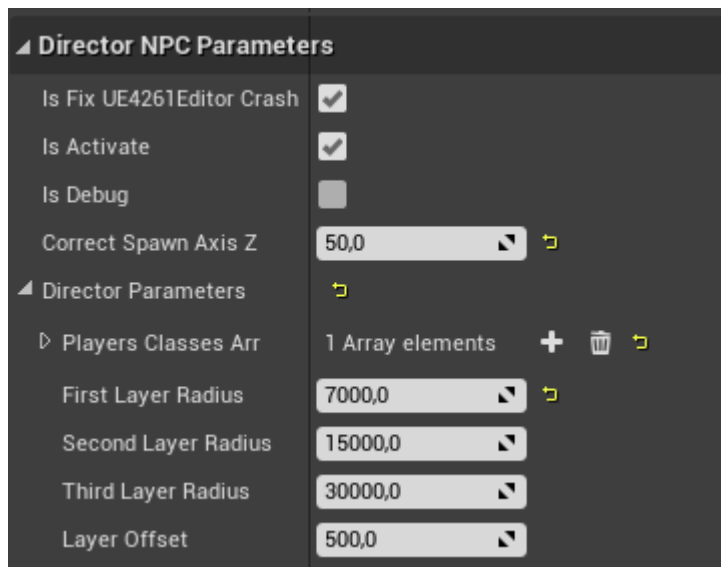 Director NPC Parameters
Is Fix UE4261Editor Crash
Is Activate
Is Debug
Correct Spawn Axis Z 50,0
Director Parameters
Players Classes Arr 1 Array elements
First Layer Radius 7000,0
Second Layer Radius 15000,0
Third Layer Radius 30000,0
Layer Offset 500,0